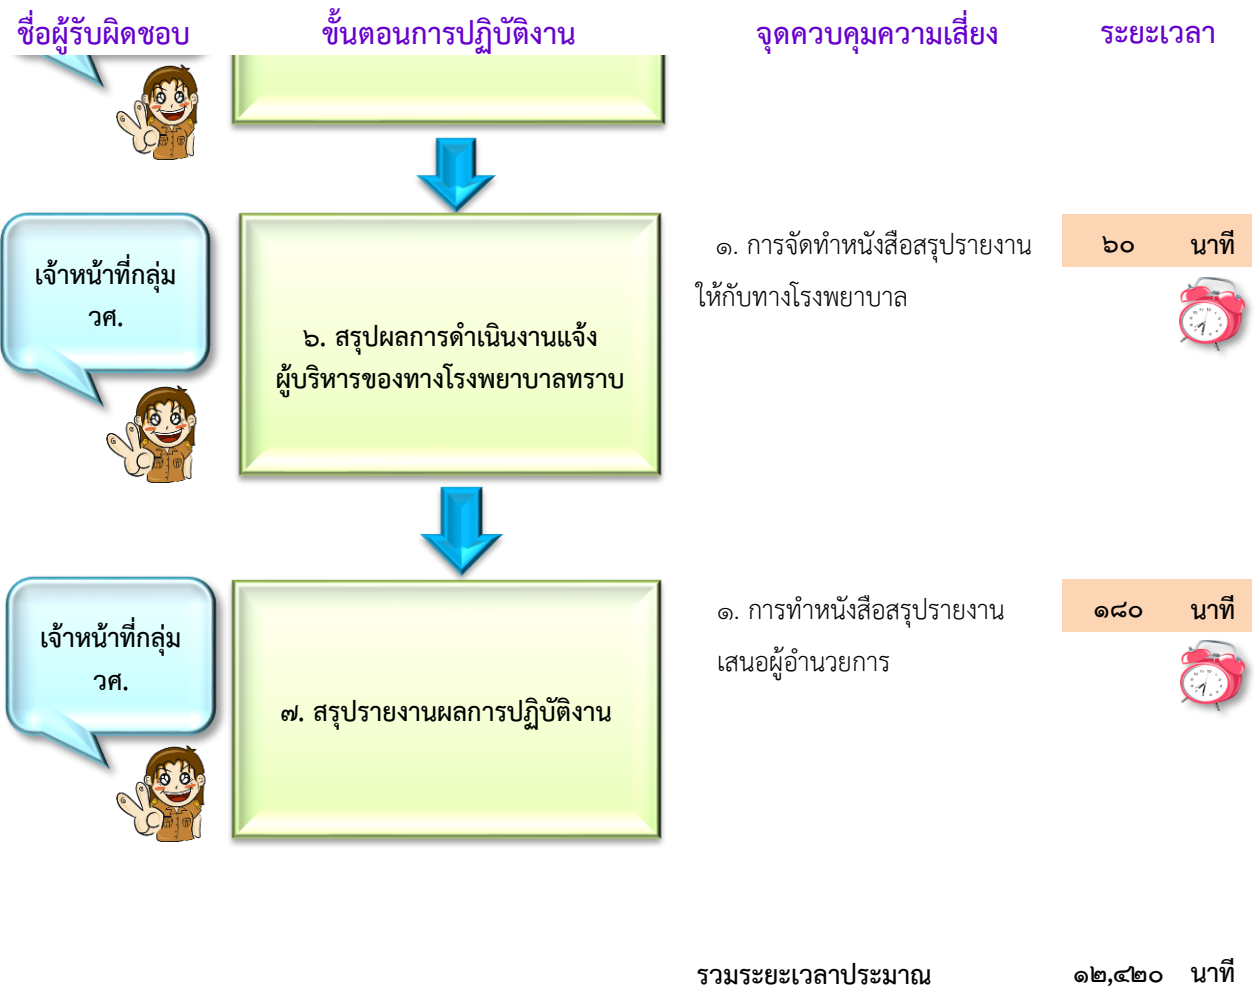 ชื่อผู้รับผิดชอบ ขั้นตอนการปฏิบัติงาน จุดควบคุมความเสี่ยง ระยะเวลา
เจ้าหน้าที่กลุ่ม
วศ.
๖. สรุปผลการดำเนินงานแจ้ง
ผู้บริหารของทางโรงพยาบาลทราบ
๑. การจัดทำหนังสือสรุปรายงาน
ให้กับทางโรงพยาบาล
๖๐ นาที
เจ้าหน้าที่กลุ่ม
วศ.
๗. สรุปรายงานผลการปฏิบัติงาน
๑. การทำหนังสือสรุปรายงาน
เสนอผู้อำนวยการ
๑๘๐ นาที
รวมระยะเวลาประมาณ ๑๒,๔๒๐ นาที